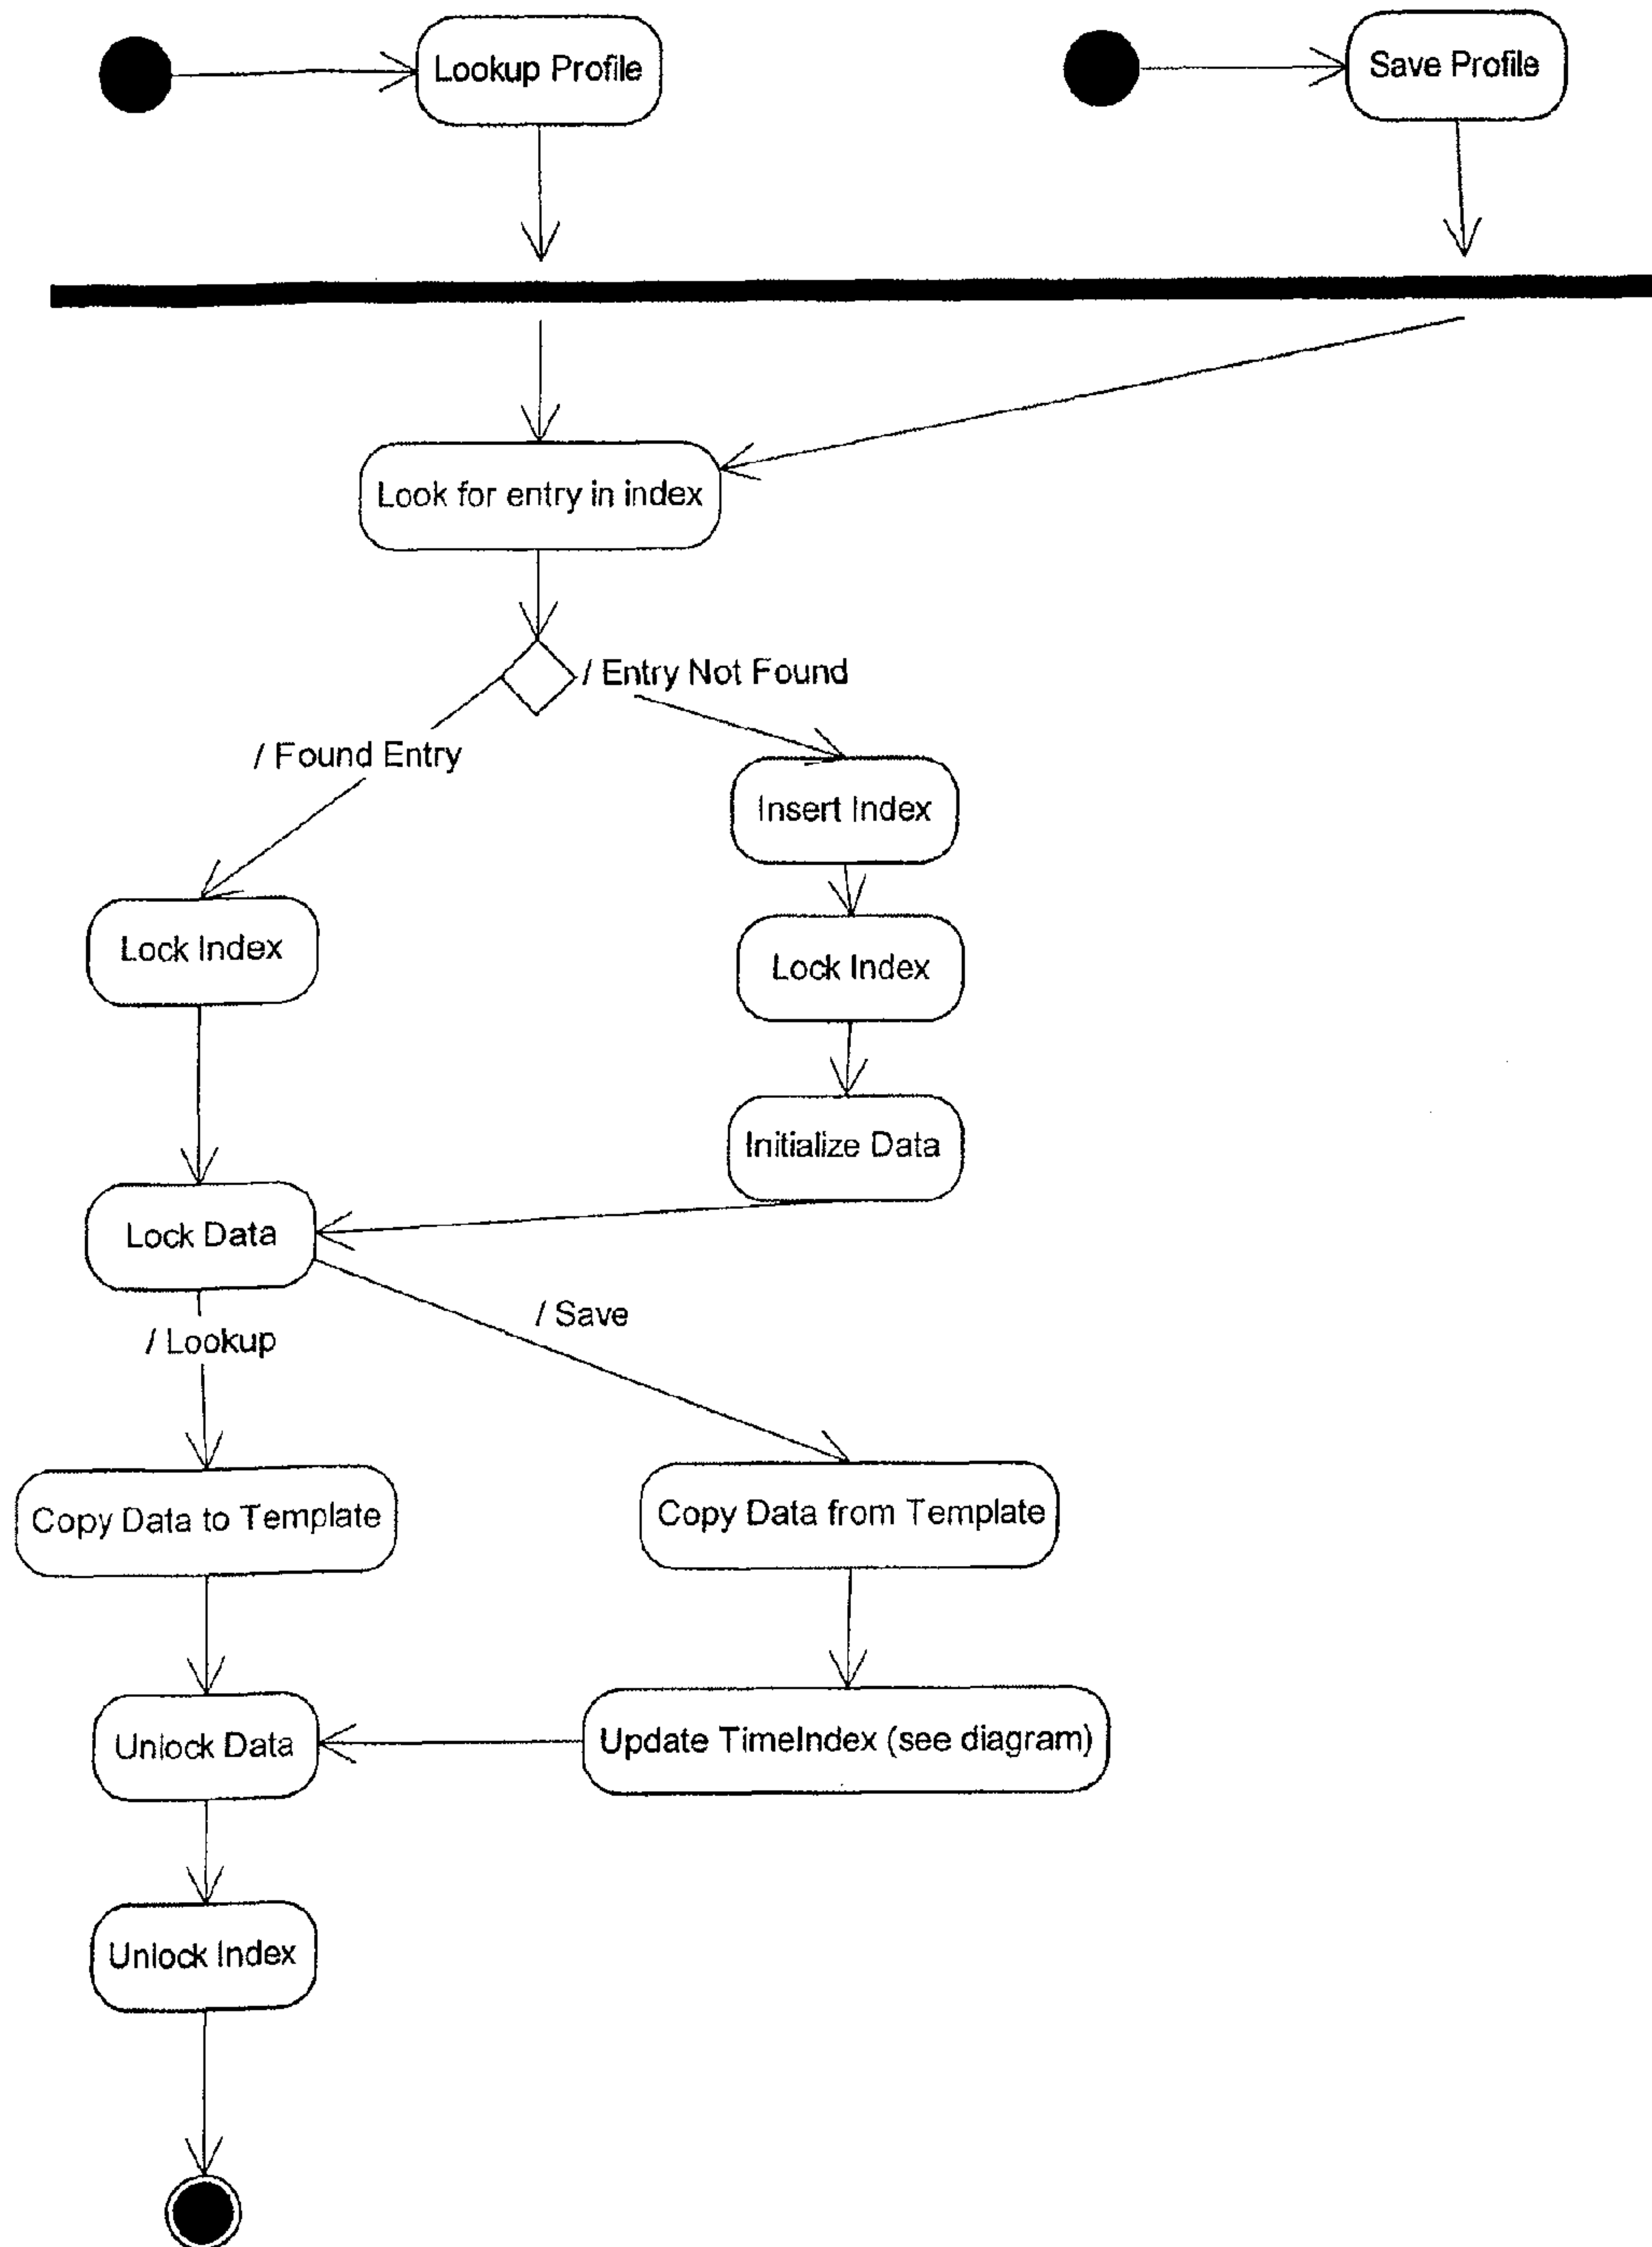 Lookup Profile
Save Profile
Look for entry in index
/ Entry Not Found
/ Found Entry
Insert Index
Lock Index
Lock Index
Initialize Data
Lock Data
/ Save
/ Lookup
Copy Data to Template
Copy Data from Template
Unlock Data
Update TimeIndex (see diagram)
Unlock Index